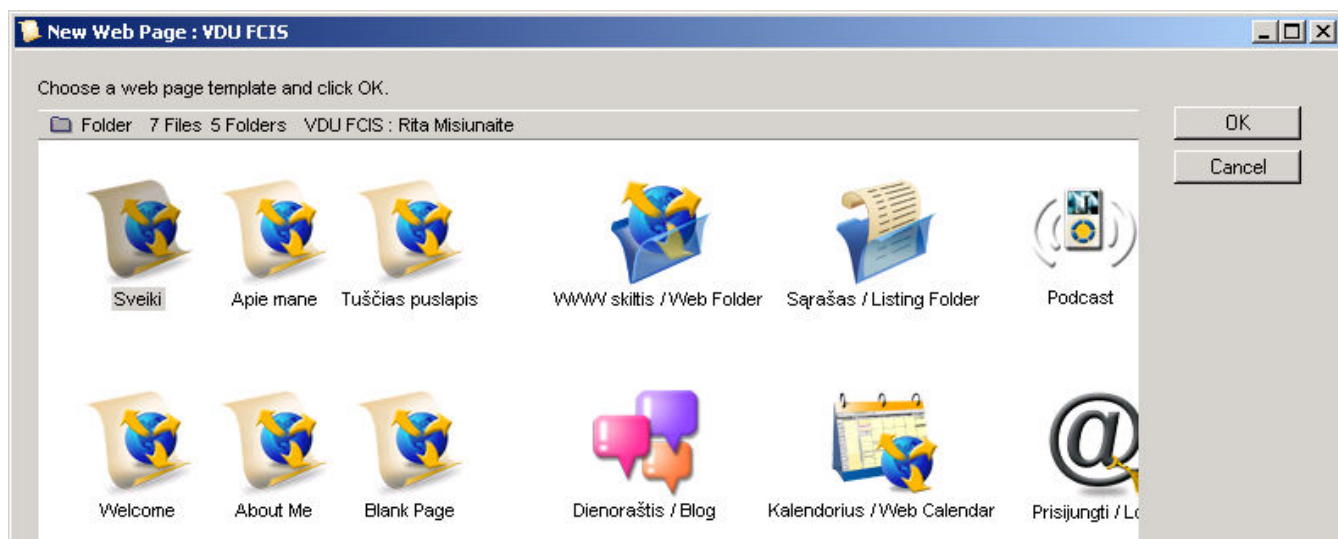 New Web Page : VDU FCIS
Choose a web page template and click OK.
Folder 7 Files 5 Folders VDU FCIS : Rita Misiunaite
OK
Cancel
Sveiki Apie mane Tuščias puslapis WWW skiltis / Web Folder Sąrašas / Listing Folder Podcast
Welcome About Me Blank Page Dienoraštis / Blog Kalendorius / Web Calendar Prisijungti /